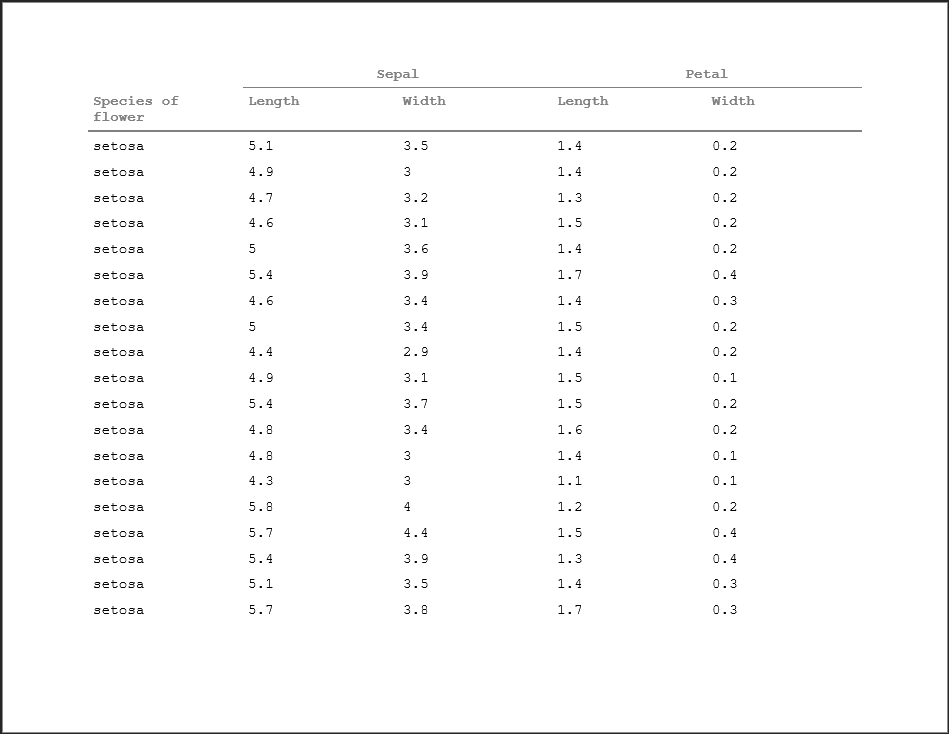 Sepal Petal
Species of flower Length Width Length Width
setosa 5.1 3.5 1.4 0.2
setosa 4.9 3 1.4 0.2
setosa 4.7 3.2 1.3 0.2
setosa 4.6 3.1 1.5 0.2
setosa 5 3.6 1.4 0.2
setosa 5.4 3.9 1.7 0.4
setosa 4.6 3.4 1.4 0.3
setosa 5 3.4 1.5 0.2
setosa 4.4 2.9 1.4 0.2
setosa 4.9 3.1 1.5 0.1
setosa 5.4 3.7 1.5 0.2
setosa 4.8 3.4 1.6 0.2
setosa 4.8 3 1.4 0.1
setosa 4.3 3 1.1 0.1
setosa 5.8 4 1.2 0.2
setosa 5.7 4.4 1.5 0.4
setosa 5.4 3.9 1.3 0.4
setosa 5.1 3.5 1.4 0.3
setosa 5.7 3.8 1.7 0.3